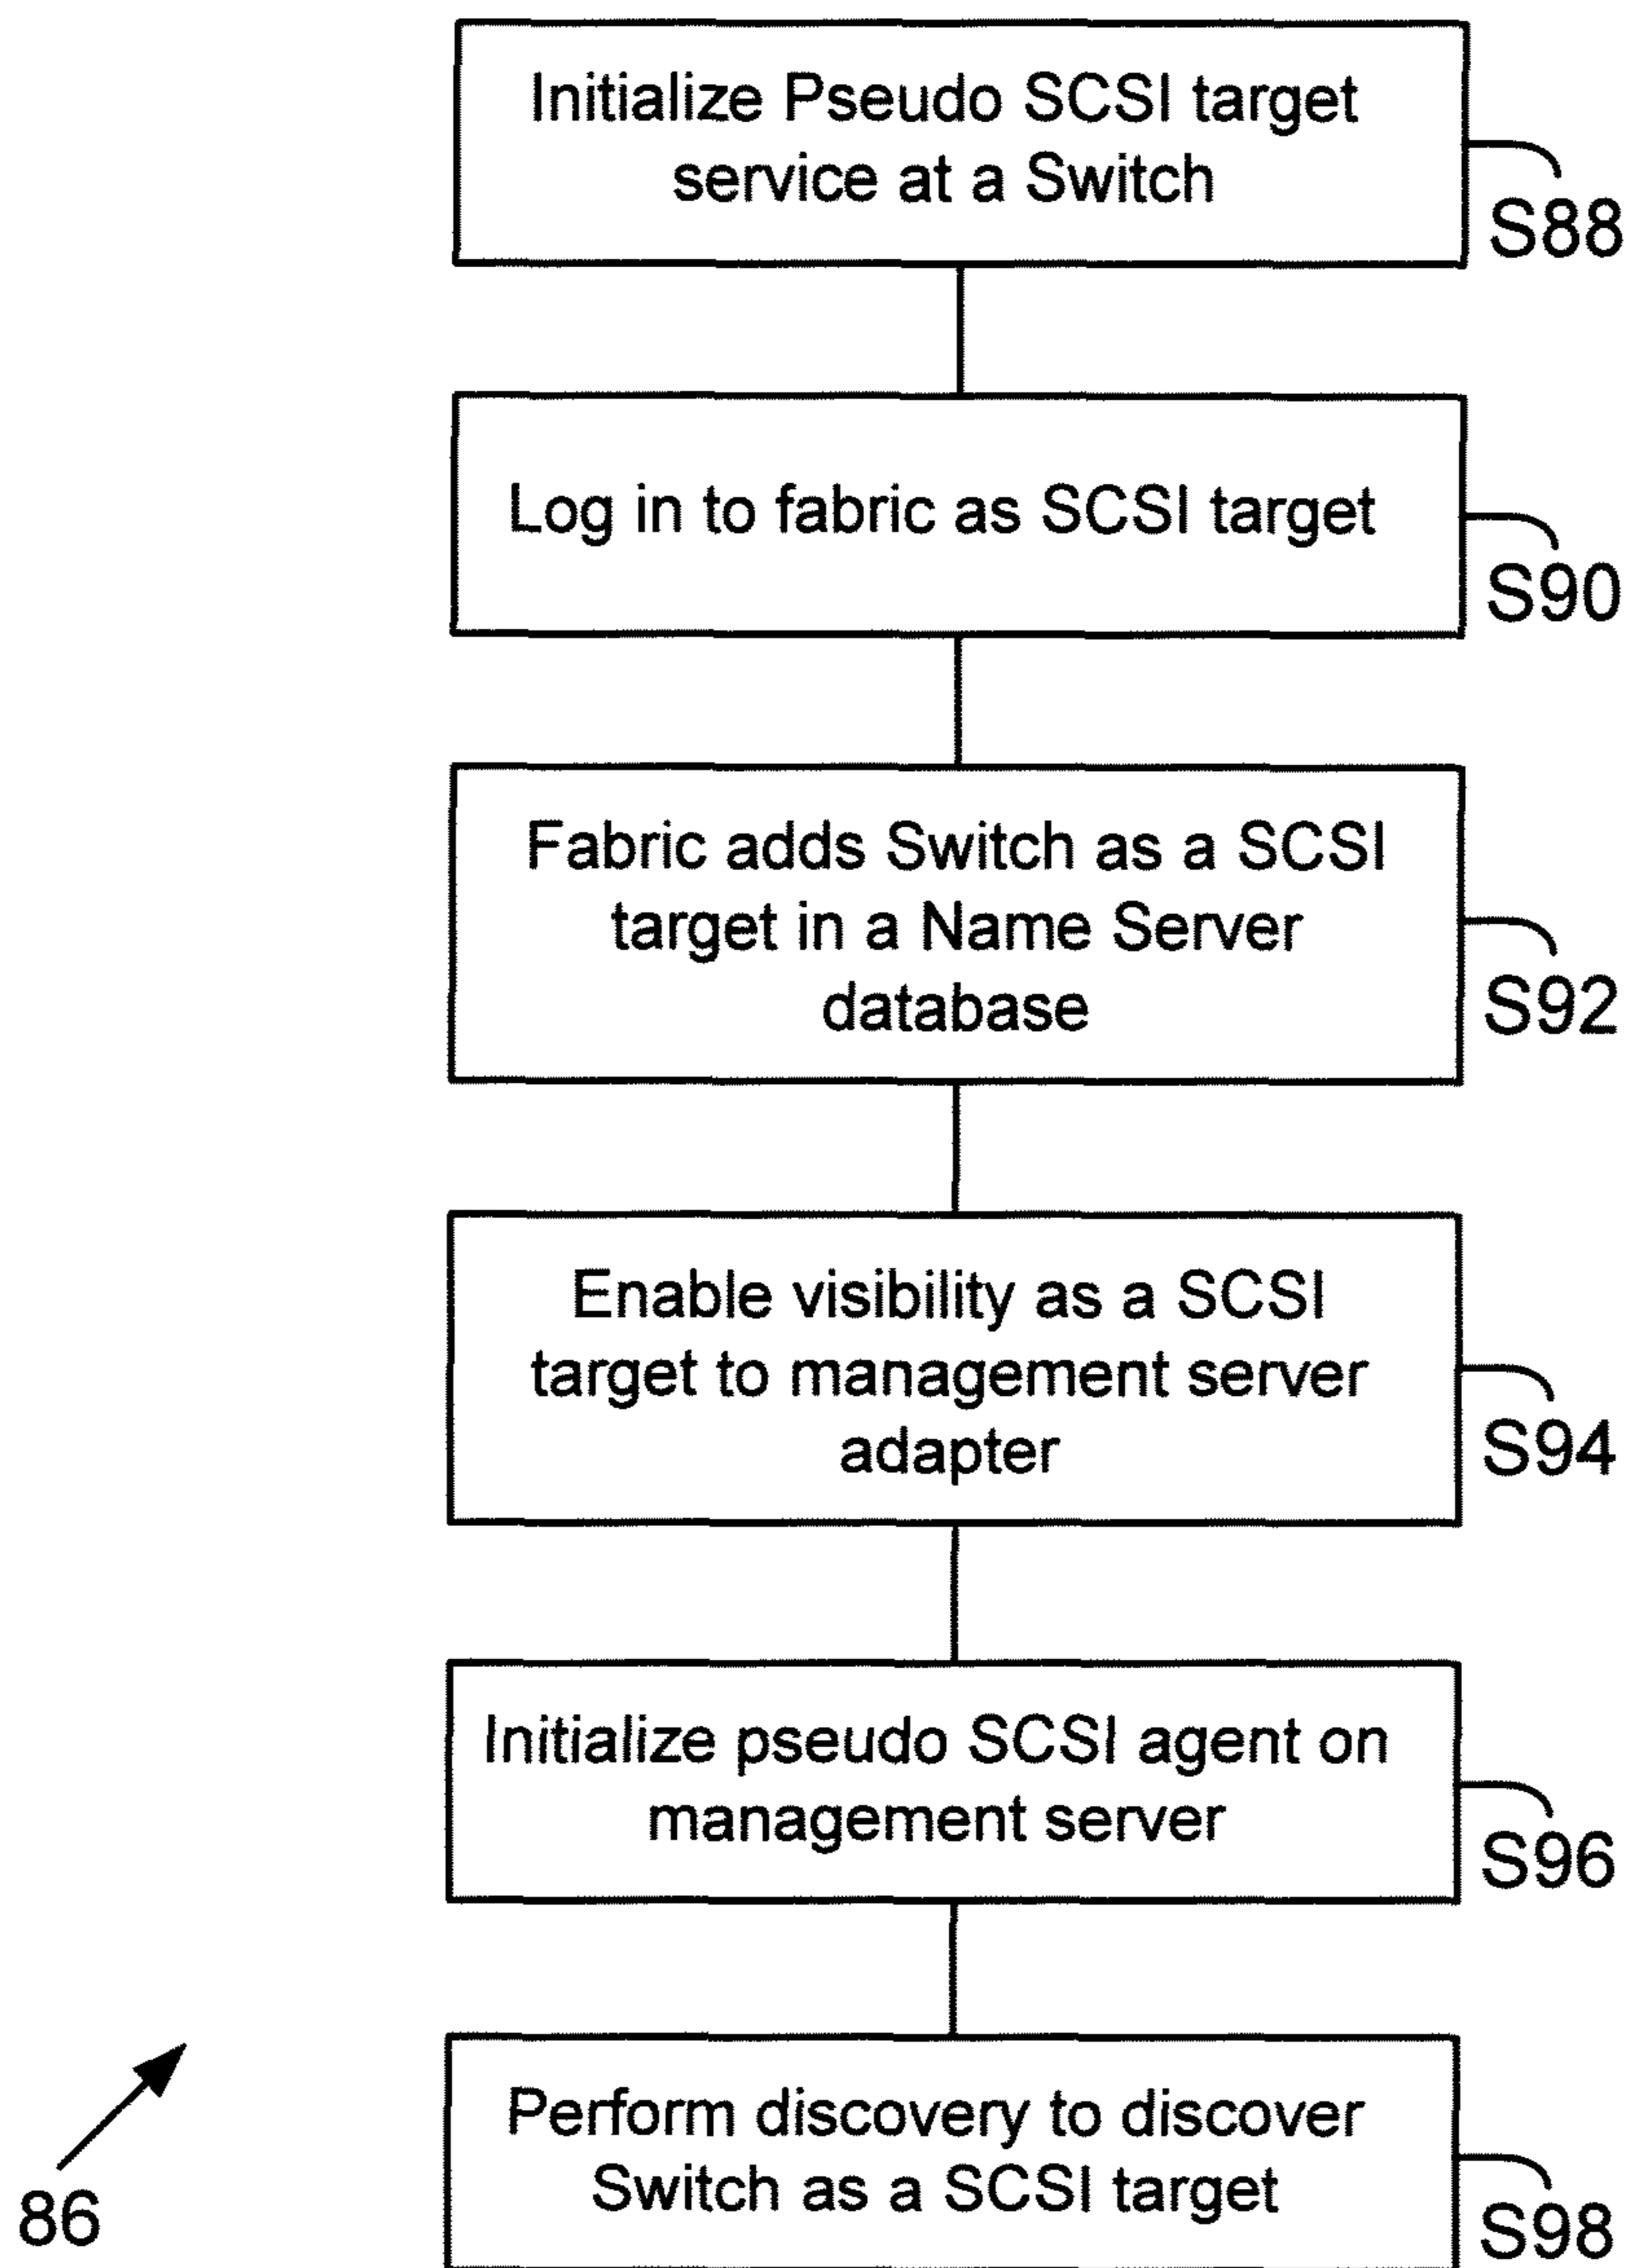 Initialize Pseudo SCSI target
service at a Switch
S88
Log in to fabric as SCSI target
S90
Fabric adds Switch as a SCSI
target in a Name Server
database
S92
Enable visibility as a SCSI
target to management server
adapter
S94
Initialize pseudo SCSI agent on
management server
S96
Perform discovery to discover
Switch as a SCSI target
S98
86